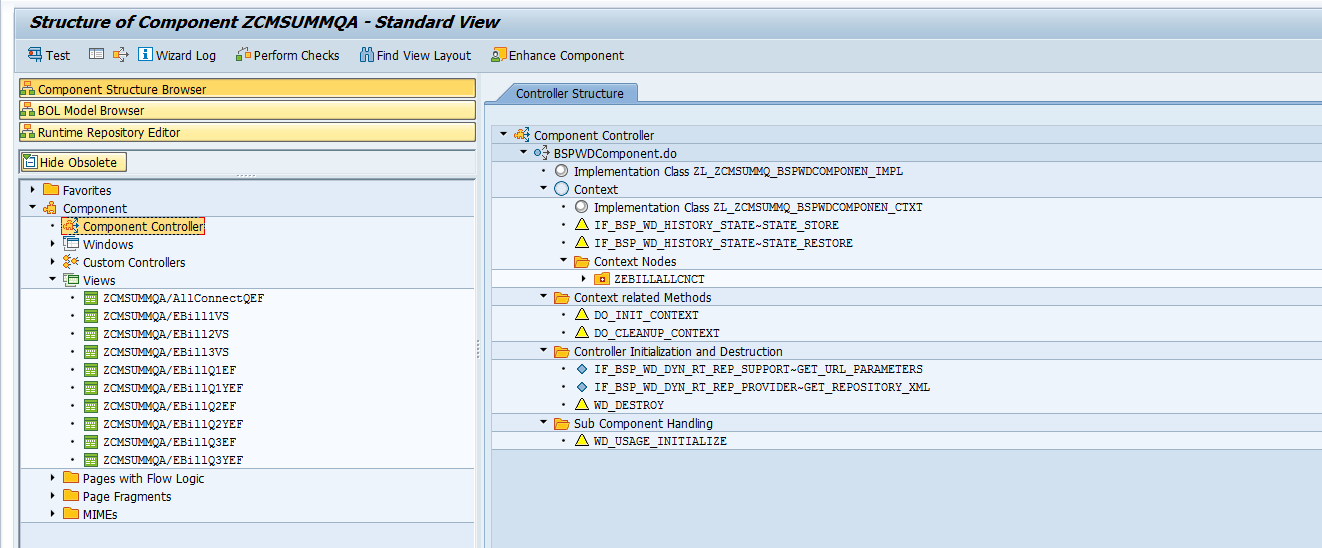 Structure of Component ZCMSUMMQA - Standard View
Test Wizard Log Perform Checks Find View Layout Enhance Component
Component Structure Browser
BOL Model Browser
Runtime Repository Editor
Hide Obsolete
Favorites
Component
Component Controller
Windows
Custom Controllers
Views
ZCMSUMMQA/AllConnectQEF
ZCMSUMMQA/EBill1VS
ZCMSUMMQA/EBill2VS
ZCMSUMMQA/EBill3VS
ZCMSUMMQA/EBillQ1EF
ZCMSUMMQA/EBillQ1YEF
ZCMSUMMQA/EBillQ2EF
ZCMSUMMQA/EBillQ2YEF
ZCMSUMMQA/EBillQ3EF
ZCMSUMMQA/EBillQ3YEF
Pages with Flow Logic
Page Fragments
MIMEs
Controller Structure
Component Controller
BSPWDComponent.do
Implementation Class ZL_ZCMSUMMQ_BSPWDCOMPONEN_IMPL
Context
Implementation Class ZL_ZCMSUMMQ_BSPWDCOMPONEN_CTXT
IF_BSP_WD_HISTORY_STATE~STATE_STORE
IF_BSP_WD_HISTORY_STATE~STATE_RESTORE
Context Nodes
ZEBILLALLCNCT
Context related Methods
DO_INIT_CONTEXT
DO_CLEANUP_CONTEXT
Controller Initialization and Destruction
IF_BSP_WD_DYN_RT_REP_SUPPORT~GET_URL_PARAMETERS
IF_BSP_WD_DYN_RT_REP_PROVIDER~GET_REPOSITORY_XML
WD_DESTROY
Sub Component Handling
WD_USAGE_INITIALIZE